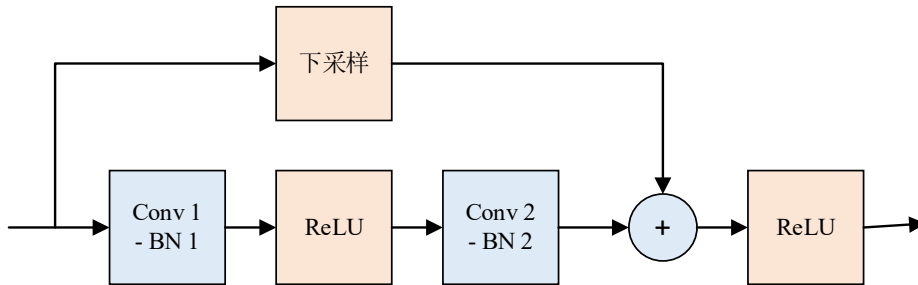 下采样
Conv 1
- BN 1
ReLU
Conv 2
- BN 2
+
ReLU